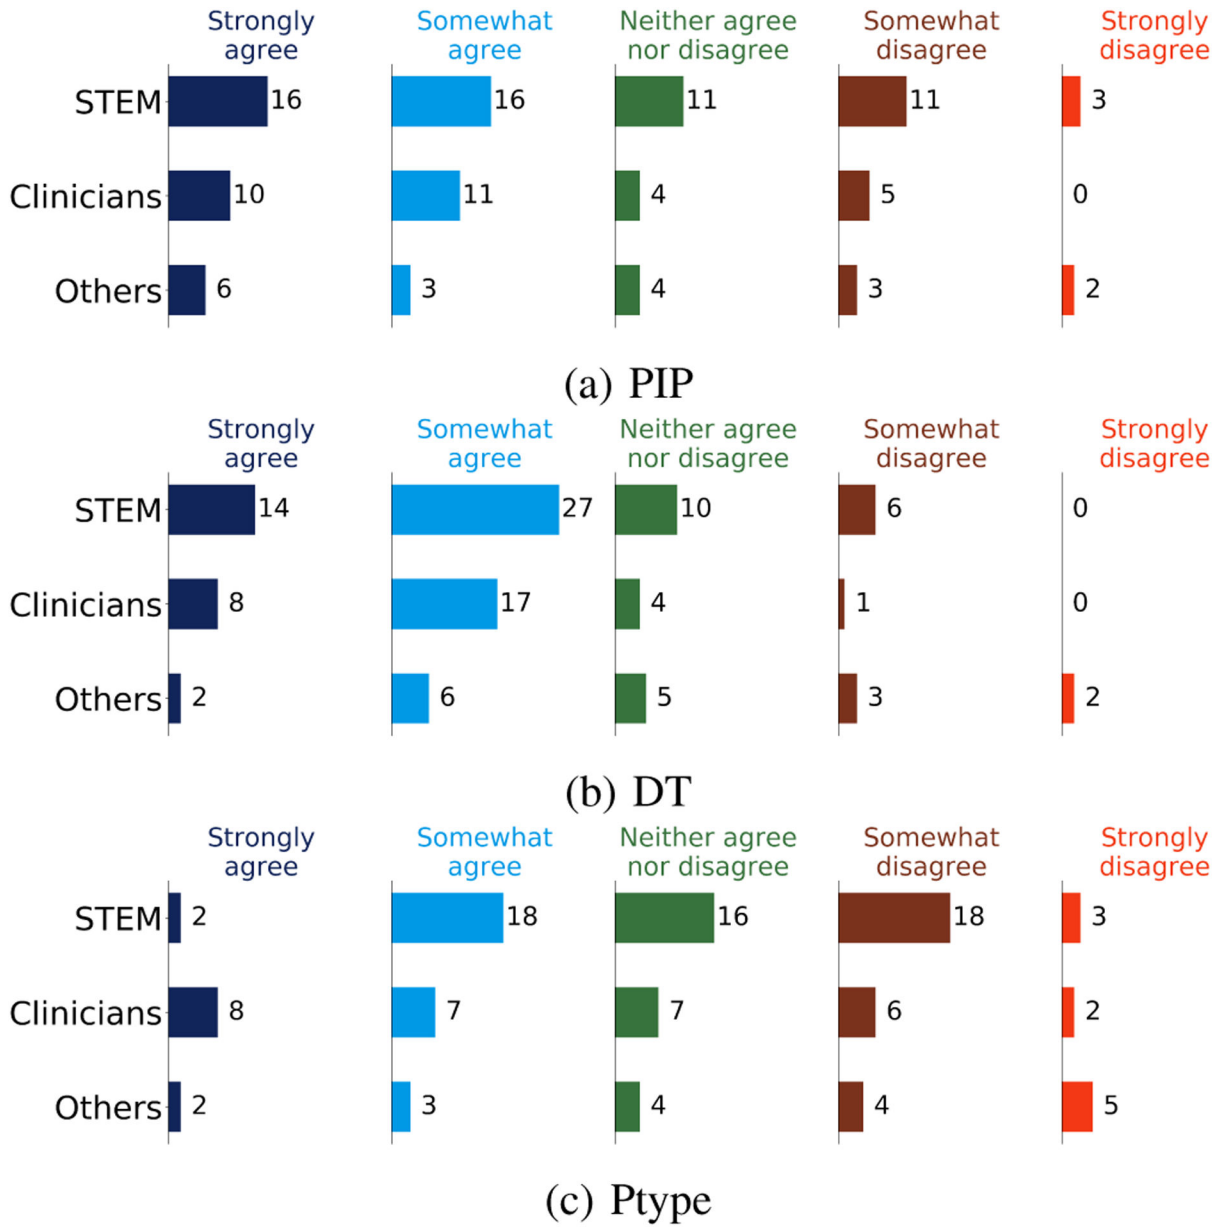 Strongly agree Somewhat agree Neither agree nor disagree Somewhat disagree Strongly disagree
STEM 16 16 11 11 3
Clinicians 10 11 4 5 0
Others 6 3 4 3 2
(a) PIP
Strongly agree Somewhat agree Neither agree nor disagree Somewhat disagree Strongly disagree
STEM 14 27 10 6 0
Clinicians 8 17 4 1 0
Others 2 6 5 3 2
(b) DT
Strongly agree Somewhat agree Neither agree nor disagree Somewhat disagree Strongly disagree
STEM 2 18 16 18 3
Clinicians 8 7 7 6 2
Others 2 3 4 4 5
(c) Ptype